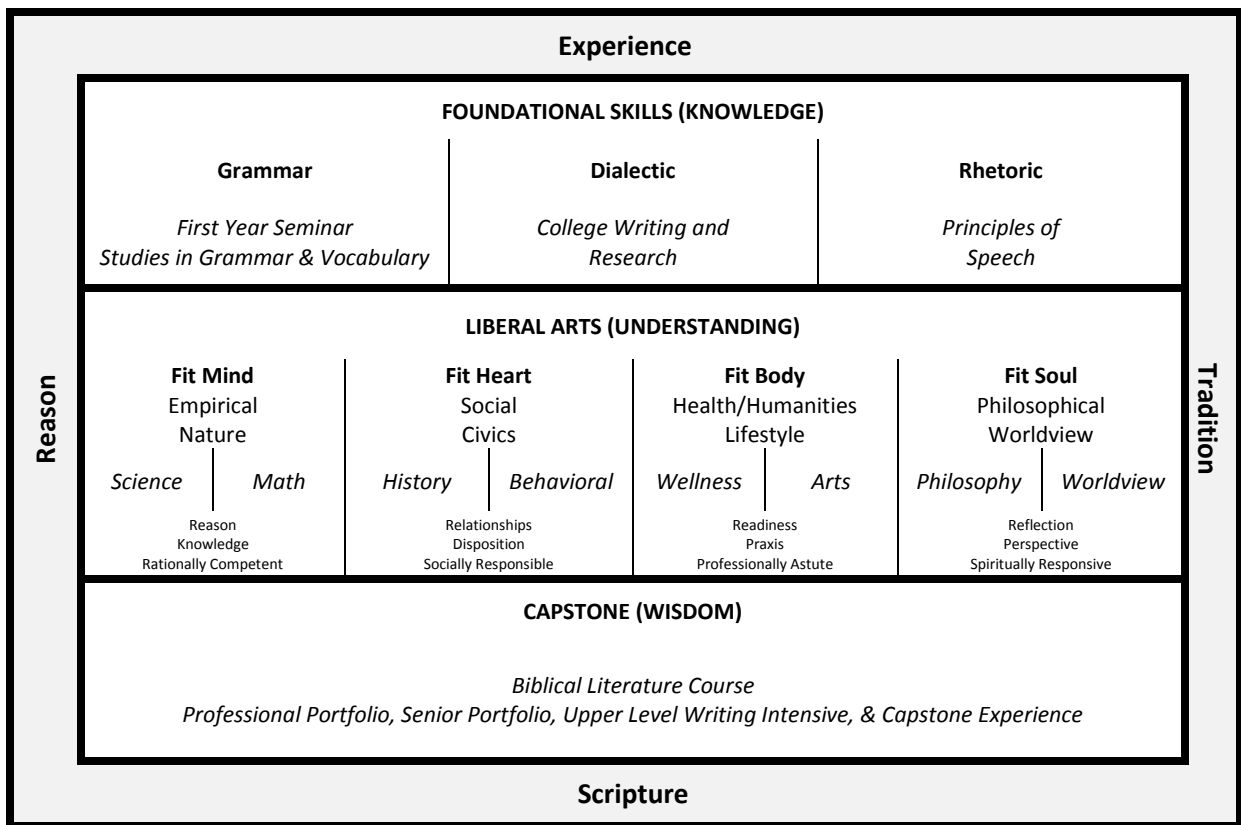 Experience
FOUNDATIONAL SKILLS (KNOWLEDGE)
Grammar
First Year Seminar
Studies in Grammar & Vocabulary
Dialectic
College Writing and
Research
Rhetoric
Principles of
Speech
Reason
LIBERAL ARTS (UNDERSTANDING)
Fit Mind
Empirical
Nature
Science Math
Reason
Knowledge
Rationally Competent
Fit Heart
Social
Civics
History Behavioral
Relationships
Disposition
Socially Responsible
Fit Body
Health/Humanities
Lifestyle
Wellness Arts
Readiness
Praxis
Professionally Astute
Fit Soul
Philosophical
Worldview
Philosophy Worldview
Reflection
Perspective
Spiritually Responsive
Tradition
CAPSTONE (WISDOM)
Biblical Literature Course
Professional Portfolio, Senior Portfolio, Upper Level Writing Intensive, & Capstone Experience
Scripture